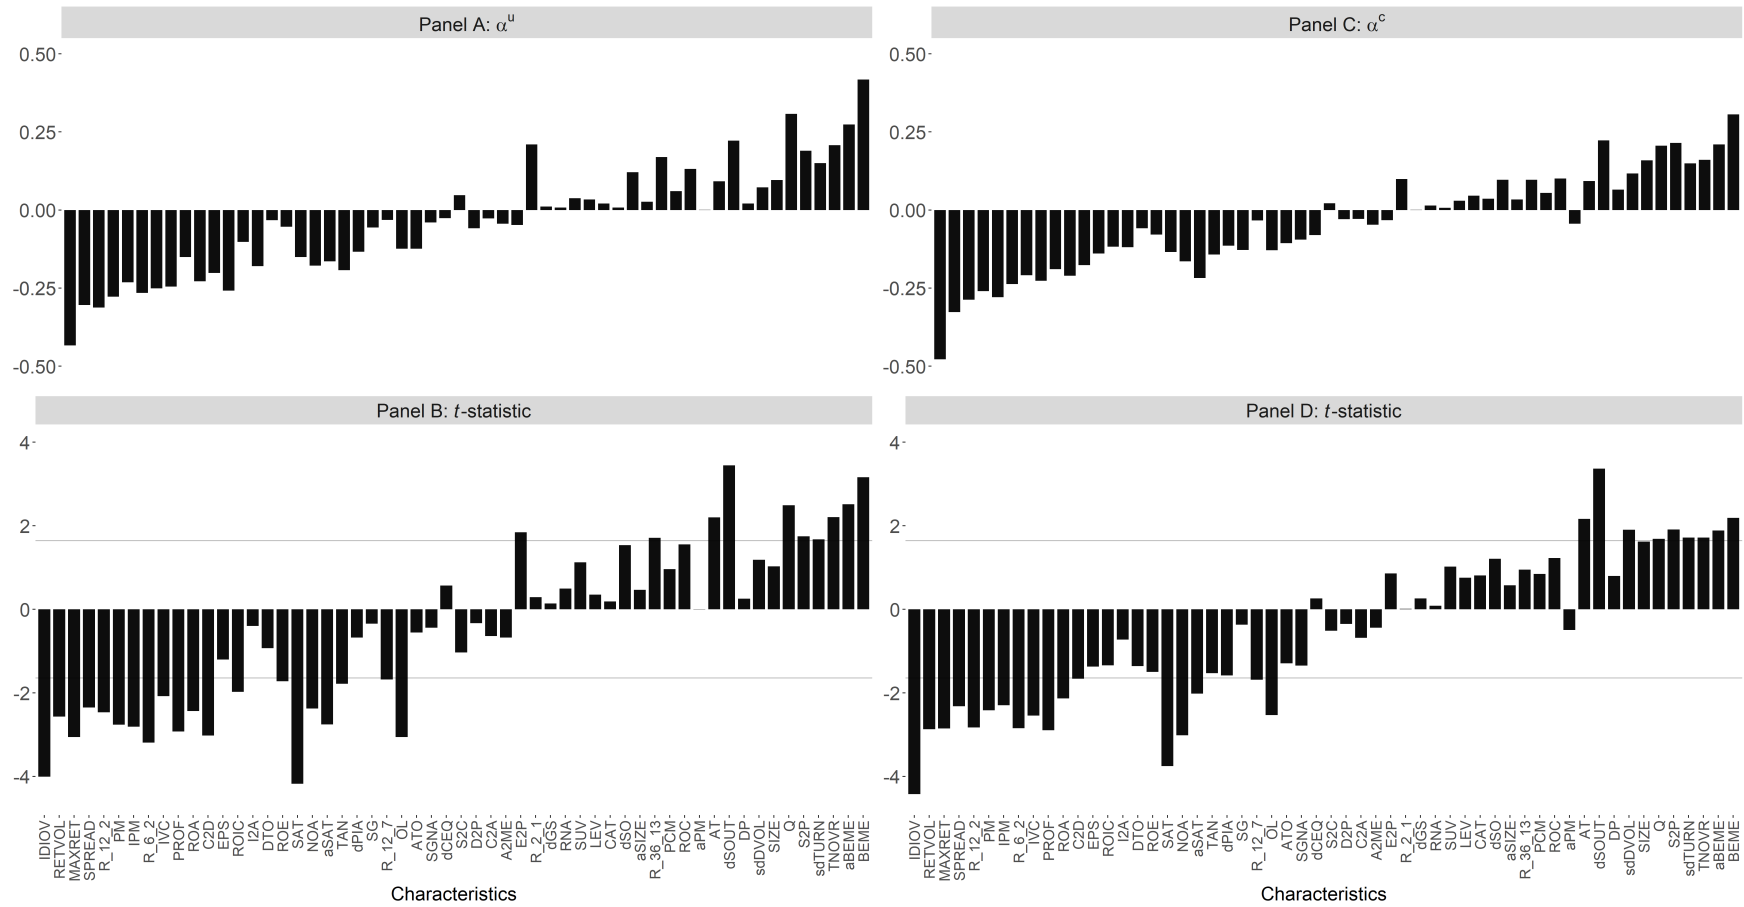 Panel A: αᵘ
0.50
0.25
0.00
-0.25
-0.50
Panel C: αᶜ
0.50
0.25
0.00
-0.25
-0.50
Panel B: t-statistic
4
2
0
-2
-4
IDIOV
RETVOL
MAXRET
SPREAD
R_12_2
PM
IPM
R_6_2
IVC
PROF
ROA
C2D
EPS
ROIC
I2A
DTO
ROE
SAT
NOA
aSAT
TAN
dPIA
SG
R_12_7
OL
ATO
SGNA
dCEQ
S2C
D2P
C2A
A2ME
E2P
R_2_1
dGS
RNA
SUV
LEV
CAT
dSO
aSIZE
R_36_13
PCM
ROC
aPM
AT
dSOUT
DP
sdDVOL
SIZE
Q
S2P
sdTURN
TNOVR
aBEME
BEME
Characteristics
Panel D: t-statistic
4
2
0
-2
-4
IDIOV
RETVOL
MAXRET
SPREAD
R_12_2
PM
IPM
R_6_2
IVC
PROF
ROA
C2D
EPS
ROIC
I2A
DTO
ROE
SAT
NOA
aSAT
TAN
dPIA
SG
R_12_7
OL
ATO
SGNA
dCEQ
S2C
D2P
C2A
A2ME
E2P
R_2_1
dGS
RNA
SUV
LEV
CAT
dSO
aSIZE
R_36_13
PCM
ROC
aPM
AT
dSOUT
DP
sdDVOL
SIZE
Q
S2P
sdTURN
TNOVR
aBEME
BEME
Characteristics